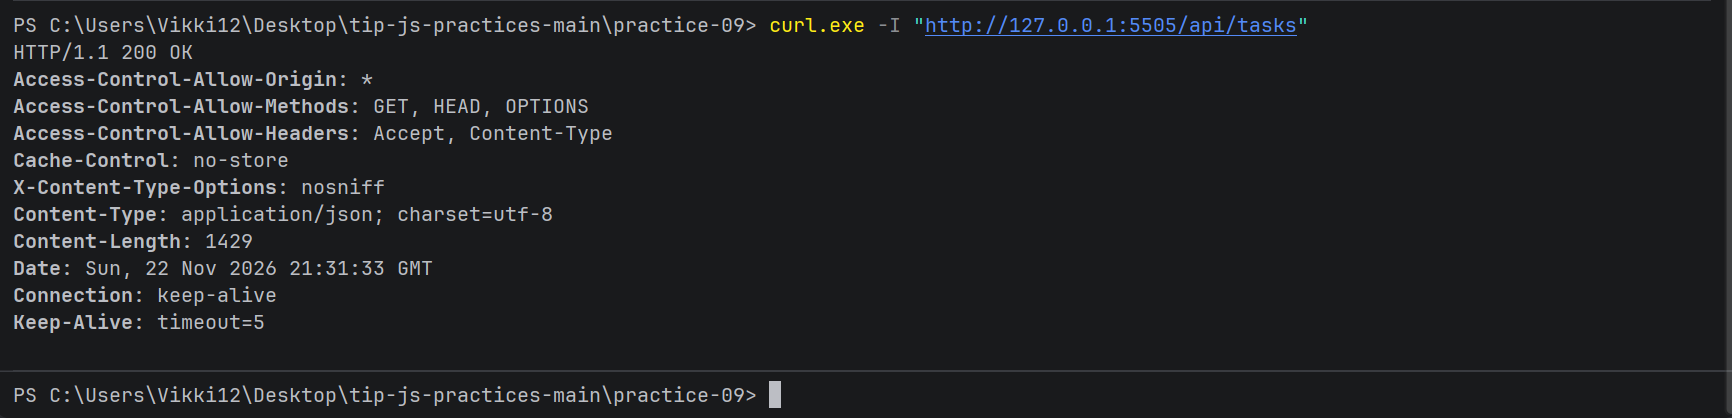 PS C:\Users\Vikki12\Desktop\tip-js-practices-main\practice-09> curl.exe -I "http://127.0.0.1:5505/api/tasks"
HTTP/1.1 200 OK
Access-Control-Allow-Origin: *
Access-Control-Allow-Methods: GET, HEAD, OPTIONS
Access-Control-Allow-Headers: Accept, Content-Type
Cache-Control: no-store
X-Content-Type-Options: nosniff
Content-Type: application/json; charset=utf-8
Content-Length: 1429
Date: Sun, 22 Nov 2026 21:31:33 GMT
Connection: keep-alive
Keep-Alive: timeout=5
PS C:\Users\Vikki12\Desktop\tip-js-practices-main\practice-09>